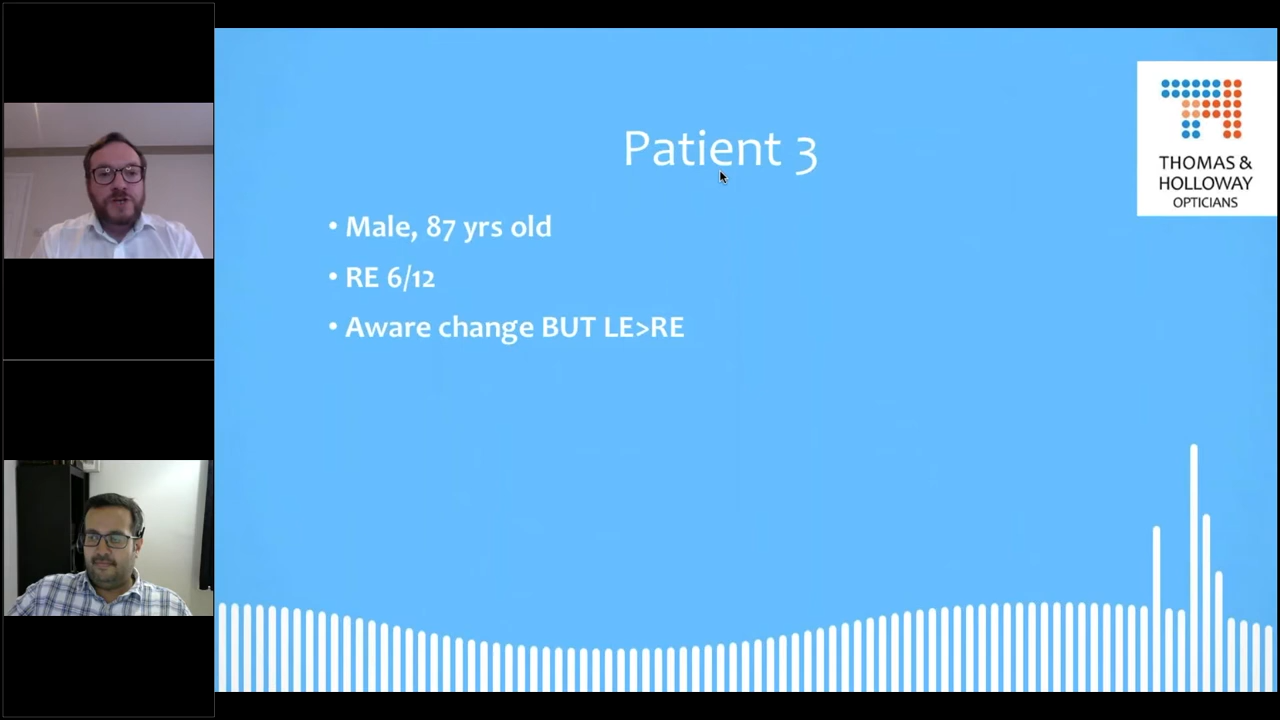 Patient 3
• Male, 87 yrs old
• RE 6/12
• Aware change BUT LE>RE
THOMAS &
HOLLOWAY
OPTICIANS